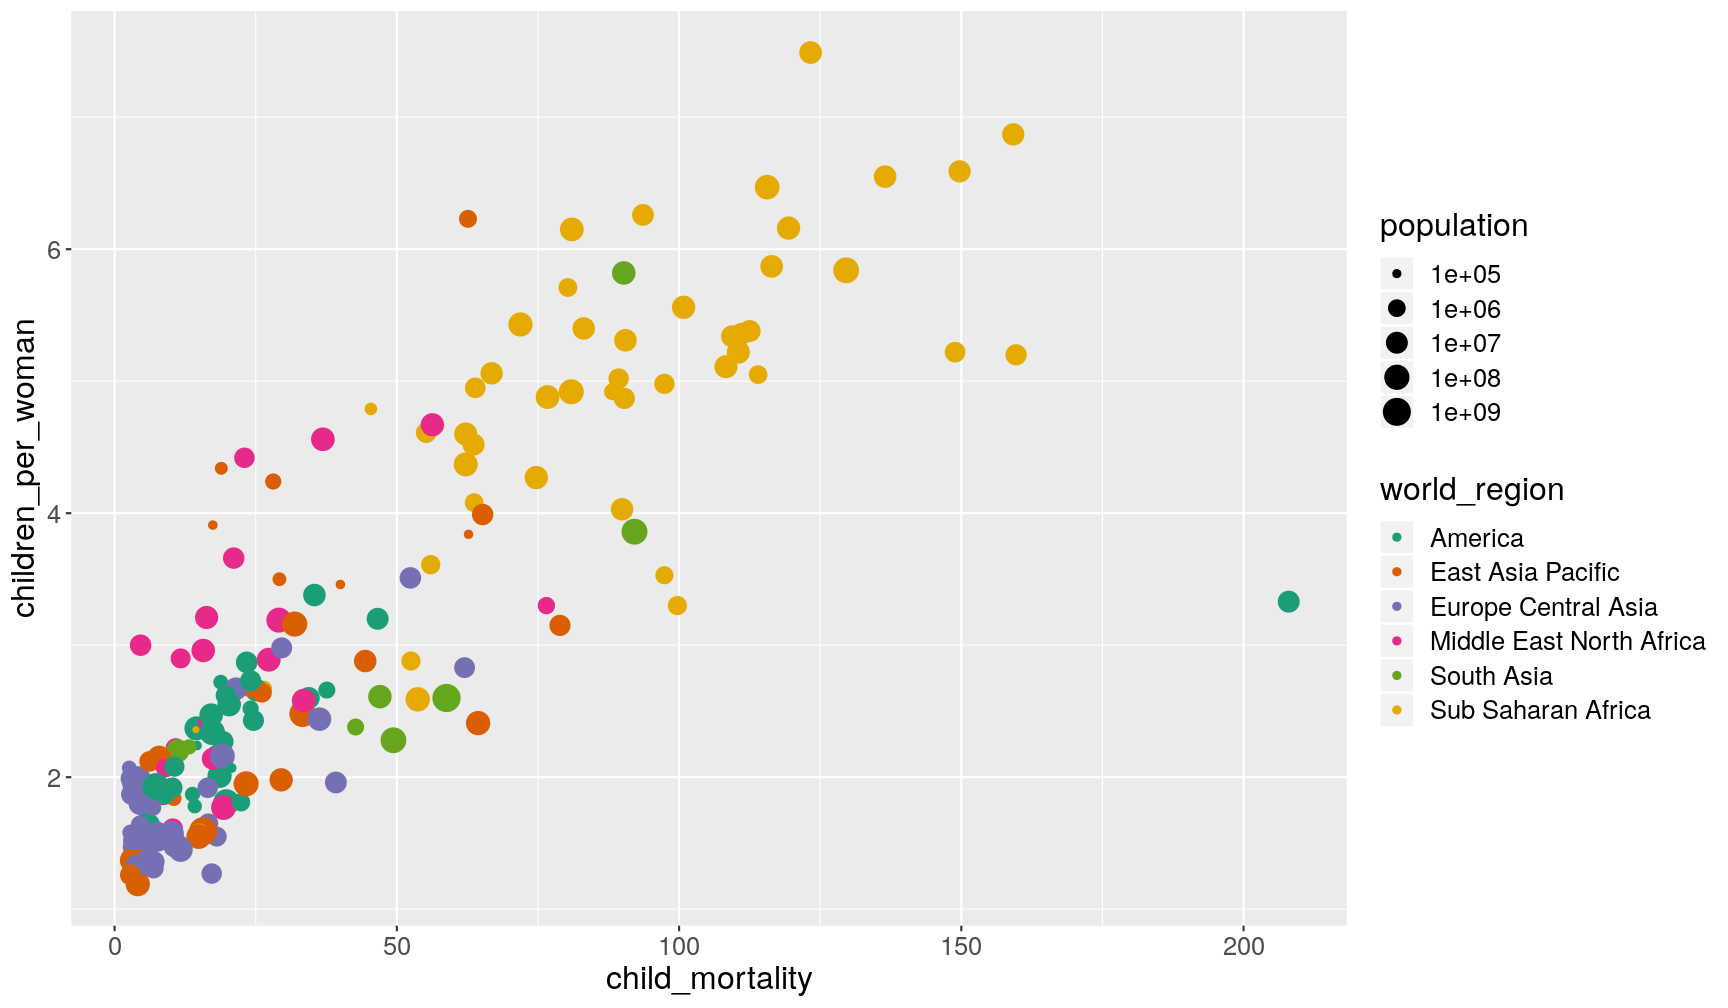 children_per_woman
6
4
2
0
50
100
150
200
child_mortality
population
1e+05
1e+06
1e+07
1e+08
1e+09
world_region
America
East Asia Pacific
Europe Central Asia
Middle East North Africa
South Asia
Sub Saharan Africa